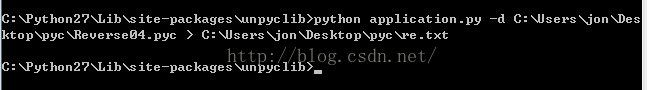 C:\Python27\Lib\site-packages\unpyclib>python application.py -d C:\Users\jon\Des
ktop\pyc\Reverse04.pyc > C:\Users\jon\Desktop\pyc\re.txt
http://blog.csdn.net/
C:\Python27\Lib\site-packages\unpyclib>